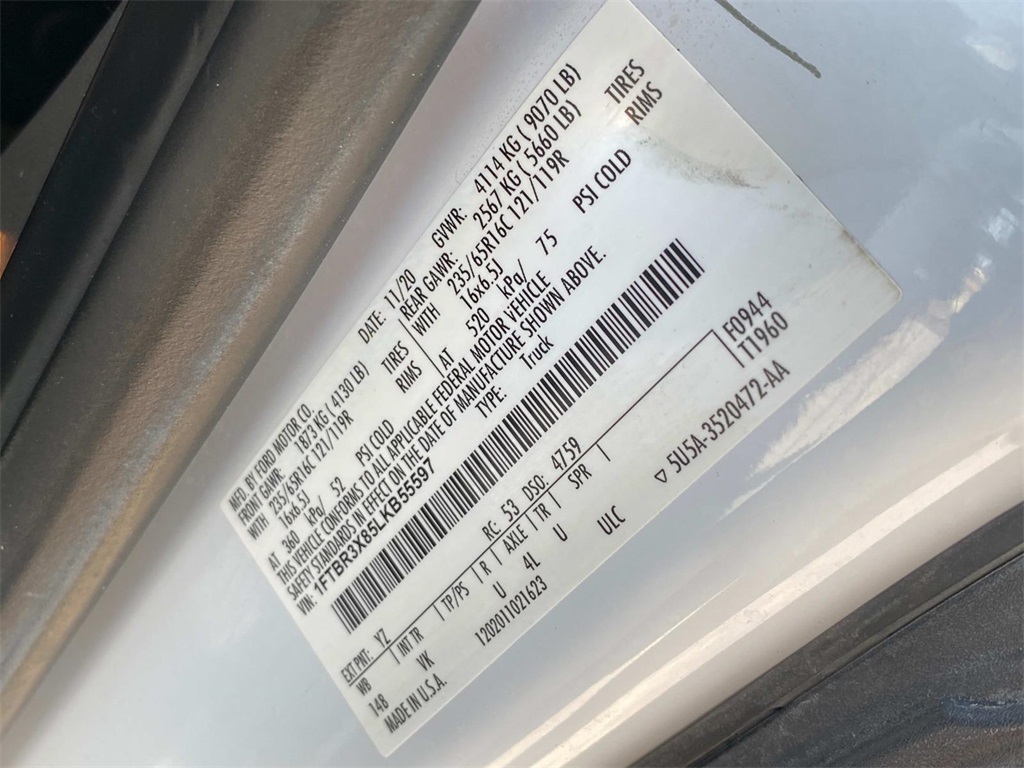 MFD. BY FORD MOTOR CO.
DATE: 11/20 GVWR: 4114 KG ( 9070 LB)
FRONT GAWR: 1873 KG ( 4130 LB) REAR GAWR: 2567 KG ( 5660 LB)
WITH 235/65R16C 121/119R TIRES WITH 235/65R16C 121/119R TIRES
16x6.5J RIMS 16x6.5J RIMS
AT 360 kPa/ 52 PSI COLD AT 520 kPa/ 75 PSI COLD
THIS VEHICLE CONFORMS TO ALL APPLICABLE FEDERAL MOTOR VEHICLE
SAFETY STANDARDS IN EFFECT ON THE DATE OF MANUFACTURE SHOWN ABOVE.
VIN: 1FTBR3X85LKB55597 TYPE: Truck
F0944
T1960
EXT. PNT: YZ RC: 53 DSO: 4759
WB INT TR TP/PS R AXLE TR SPR
148 VK U 4L U
MADE IN U.S.A. 1202011021623 ULC
▽ 5U5A-3520472-AA